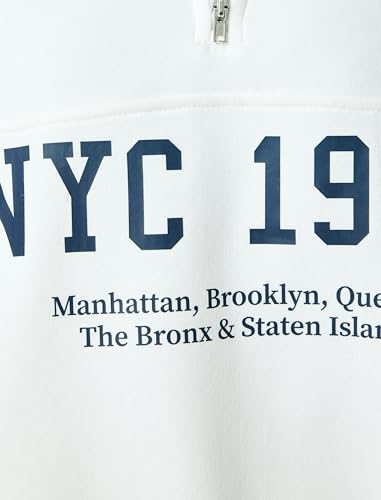 NYC 19
Manhattan, Brooklyn, Que
The Bronx & Staten Islan